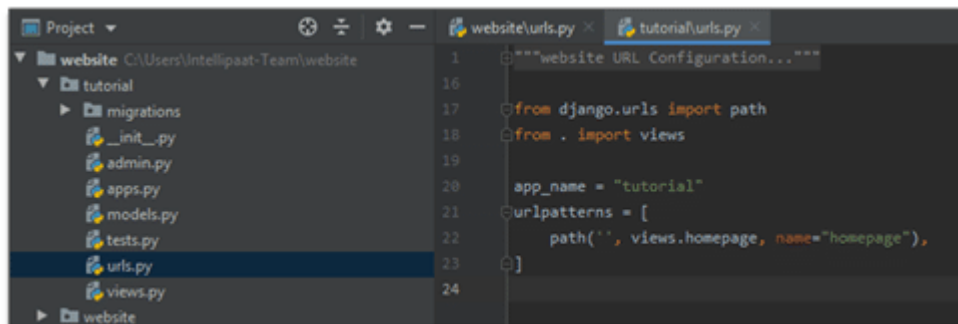 Project
website C:\Users\Intellipaat-Team\website
tutorial
migrations
__init__.py
admin.py
apps.py
models.py
tests.py
urls.py
views.py
website
website\urls.py
tutorial\urls.py
1 """website URL Configuration..."""
16
17 from django.urls import path
18 from . import views
19
20 app_name = "tutorial"
21 urlpatterns = [
22 path('', views.homepage, name="homepage"),
23 ]
24